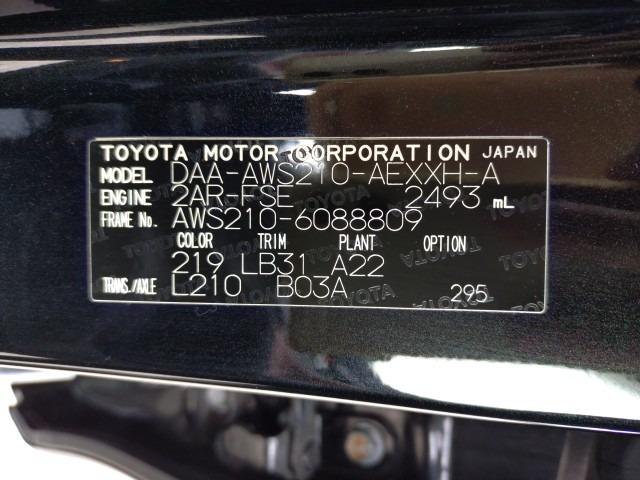 TOYOTA MOTOR CORPORATION JAPAN
MODEL DAA-AWS210-AEXXH-A
ENGINE 2AR-FSE 2493 mL
FRAME No. AWS210-6088809
COLOR TRIM PLANT OPTION
219 LB31 A22
TRANS./AXLE L210 B03A 295